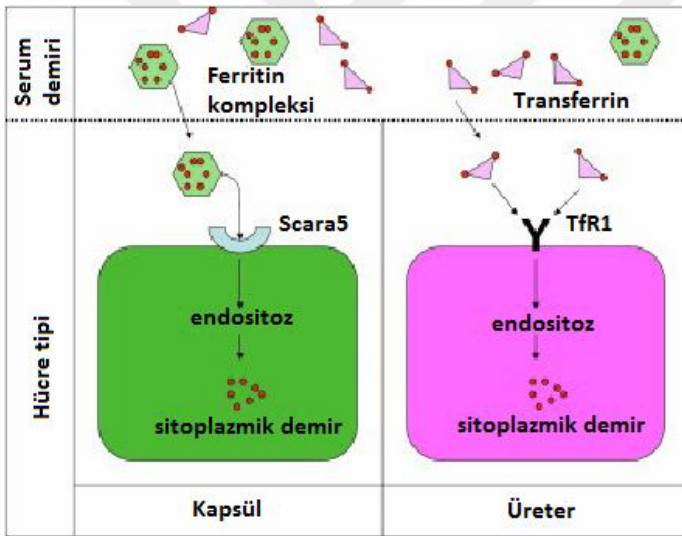 Serum
demiri
Ferritin
kompleksi
Transferrin
Hücre tipi
Scara5
endositoz
sitoplazmik demir
TfR1
endositoz
sitoplazmik demir
Kapsül
Üreter